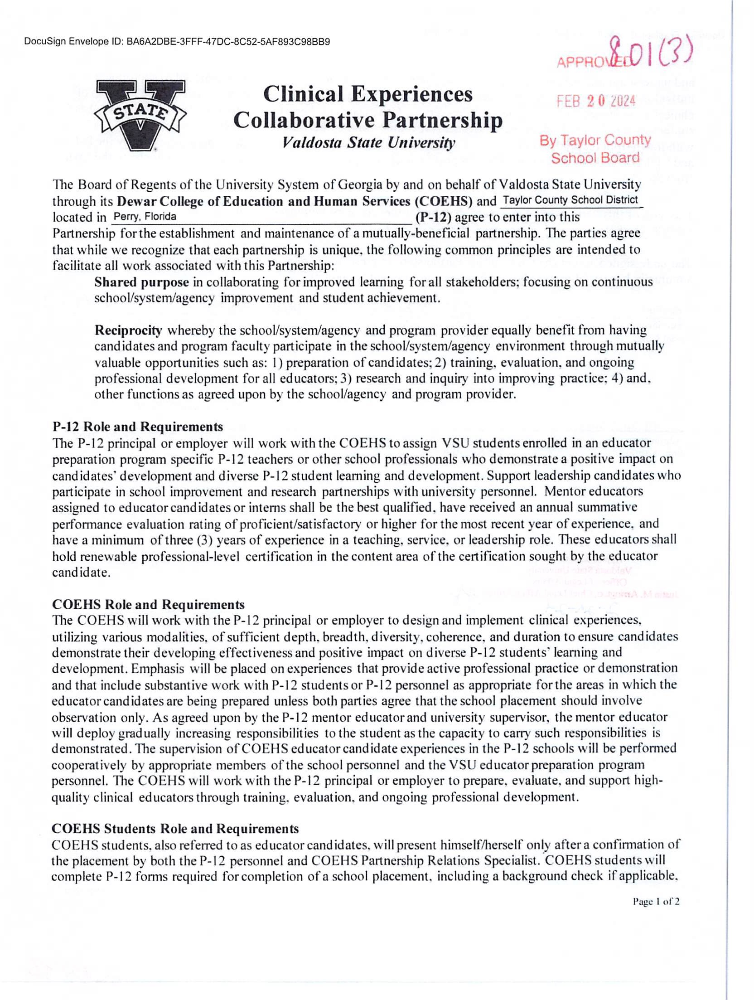 DocuSign Envelope ID: BA6A2DBE-3FFF-47DC-8C52-5AF893C98BB9
8.01(3)
APPROVED
FEB 20 2024
By Taylor County
School Board
V STATE ®
Clinical Experiences
Collaborative Partnership
Valdosta State University
The Board of Regents of the University System of Georgia by and on behalf of Valdosta State University
through its Dewar College of Education and Human Services (COEHS) and Taylor County School District
located in Perry, Florida (P-12) agree to enter into this
Partnership for the establishment and maintenance of a mutually-beneficial partnership. The parties agree
that while we recognize that each partnership is unique, the following common principles are intended to
facilitate all work associated with this Partnership:
Shared purpose in collaborating for improved learning for all stakeholders; focusing on continuous
school/system/agency improvement and student achievement.
Reciprocity whereby the school/system/agency and program provider equally benefit from having
candidates and program faculty participate in the school/system/agency environment through mutually
valuable opportunities such as: 1) preparation of candidates; 2) training, evaluation, and ongoing
professional development for all educators; 3) research and inquiry into improving practice; 4) and,
other functions as agreed upon by the school/agency and program provider.
P-12 Role and Requirements
The P-12 principal or employer will work with the COEHS to assign VSU students enrolled in an educator
preparation program specific P-12 teachers or other school professionals who demonstrate a positive impact on
candidates' development and diverse P-12 student learning and development. Support leadership candidates who
participate in school improvement and research partnerships with university personnel. Mentor educators
assigned to educator candidates or interns shall be the best qualified, have received an annual summative
performance evaluation rating of proficient/satisfactory or higher for the most recent year of experience, and
have a minimum of three (3) years of experience in a teaching, service, or leadership role. These educators shall
hold renewable professional-level certification in the content area of the certification sought by the educator
candidate.
COEHS Role and Requirements
The COEHS will work with the P-12 principal or employer to design and implement clinical experiences,
utilizing various modalities, of sufficient depth, breadth, diversity, coherence, and duration to ensure candidates
demonstrate their developing effectiveness and positive impact on diverse P-12 students' learning and
development. Emphasis will be placed on experiences that provide active professional practice or demonstration
and that include substantive work with P-12 students or P-12 personnel as appropriate for the areas in which the
educator candidates are being prepared unless both parties agree that the school placement should involve
observation only. As agreed upon by the P-12 mentor educator and university supervisor, the mentor educator
will deploy gradually increasing responsibilities to the student as the capacity to carry such responsibilities is
demonstrated. The supervision of COEHS educator candidate experiences in the P-12 schools will be performed
cooperatively by appropriate members of the school personnel and the VSU educator preparation program
personnel. The COEHS will work with the P-12 principal or employer to prepare, evaluate, and support high-
quality clinical educators through training, evaluation, and ongoing professional development.
COEHS Students Role and Requirements
COEHS students, also referred to as educator candidates, will present himself/herself only after a confirmation of
the placement by both the P-12 personnel and COEHS Partnership Relations Specialist. COEHS students will
complete P-12 forms required for completion of a school placement, including a background check if applicable,
Page 1 of 2